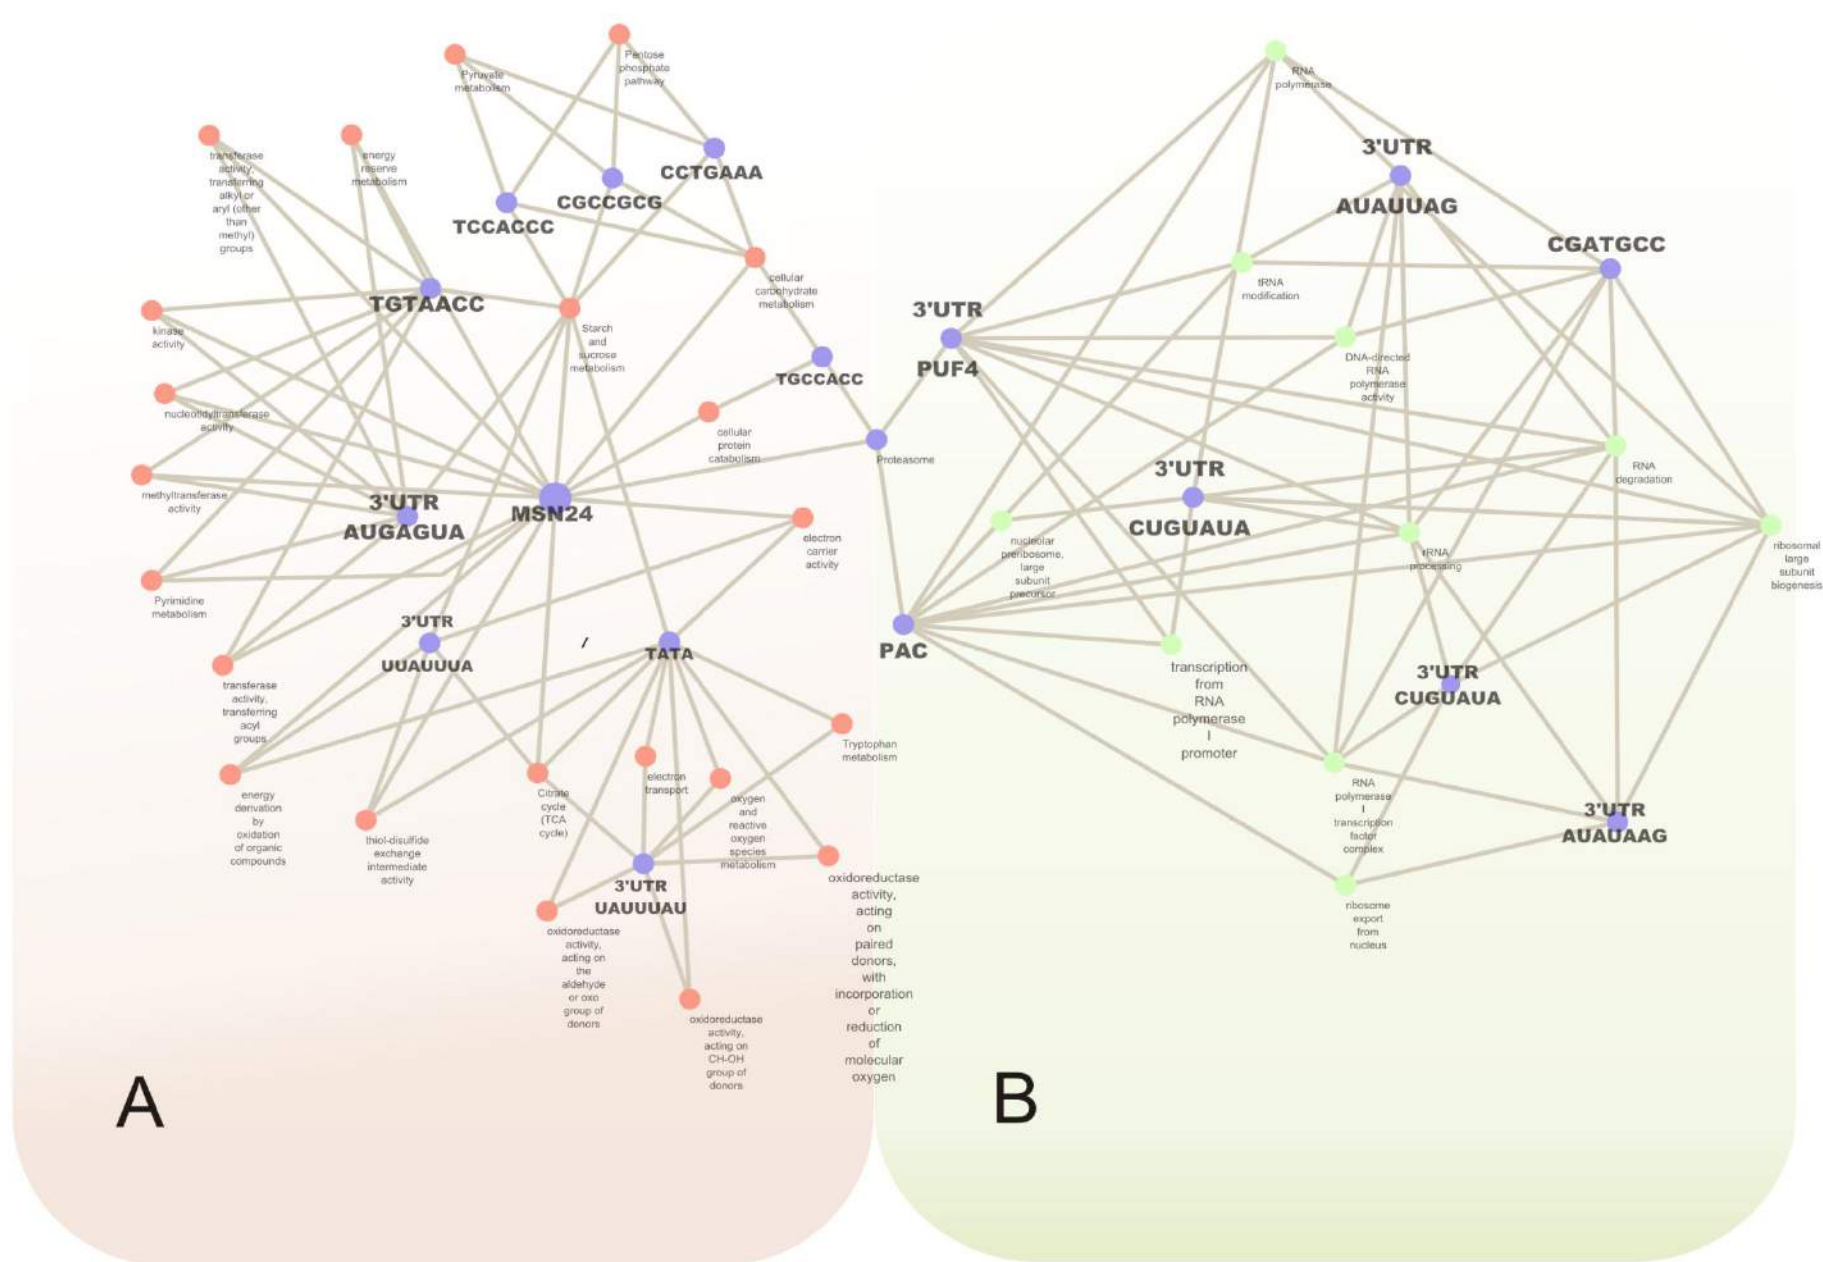 Pyruvate
metabolism
Pentose
phosphate
pathway
transferase
activity,
transferring
alkyl or
aryl (other
than
methyl)
groups
energy
reserve
metabolism
CCTGAAA
CGCCGCG
TCCACCC
cellular
carbohydrate
metabolism
TGTAACC
kinase
activity
Starch
and
sucrose
metabolism
TGCCACC
nucleotidyltransferase
activity
cellular
protein
catabolism
Proteasome
methyltransferase
activity
3'UTR
AUGAGUA
MSN24
electron
carrier
activity
Pyrimidine
metabolism
3'UTR
UUAUUUA
/
TATA
transferase
activity,
transferring
acyl
groups
Tryptophan
metabolism
energy
derivation
by
oxidation
of organic
compounds
thiol-disulfide
exchange
intermediate
activity
Citrate
cycle
(TCA
cycle)
electron
transport
oxygen
and
reactive
oxygen
species
metabolism
3'UTR
UAUUUAU
oxidoreductase
activity,
acting
on
paired
donors,
with
incorporation
or
reduction
of
molecular
oxygen
oxidoreductase
activity,
acting on
the
aldehyde
or oxo
group of
donors
oxidoreductase
activity,
acting on
CH-OH
group of
donors
A
RNA
polymerase
3'UTR
AUAUUAG
CGATGCC
tRNA
modification
3'UTR
PUF4
DNA-directed
RNA
polymerase
activity
RNA
degradation
3'UTR
CUGUAUA
nucleolar
preribosome,
large
subunit
precursor
rRNA
processing
ribosomal
large
subunit
biogenesis
PAC
transcription
from
RNA
polymerase
I
promoter
3'UTR
CUGUAUA
RNA
polymerase
I
transcription
factor
complex
3'UTR
AUAUAAG
ribosome
export
from
nucleus
B